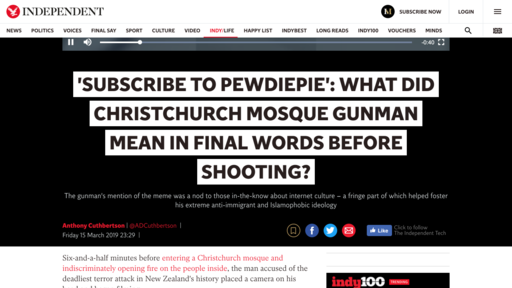 INDEPENDENT
SUBSCRIBE NOW
LOGIN
NEWS POLITICS VOICES FINAL SAY SPORT CULTURE VIDEO INDY/LIFE HAPPY LIST INDYBEST LONG READS INDY100 VOUCHERS MINDS
-0:40
'SUBSCRIBE TO PEWDIEPIE': WHAT DID
CHRISTCHURCH MOSQUE GUNMAN
MEAN IN FINAL WORDS BEFORE
SHOOTING?
The gunman's mention of the meme was a nod to those in-the-know about internet culture – a fringe part of which helped foster
his extreme anti-immigrant and Islamophobic ideology
Anthony Cuthbertson | @ADCuthbertson |
Friday 15 March 2019 23:29 |
Like
Click to follow
The Independent Tech
Six-and-a-half minutes before entering a Christchurch mosque and
indiscriminately opening fire on the people inside, the man accused of the
deadliest terror attack in New Zealand's history placed a camera on his
indy100 TRENDING